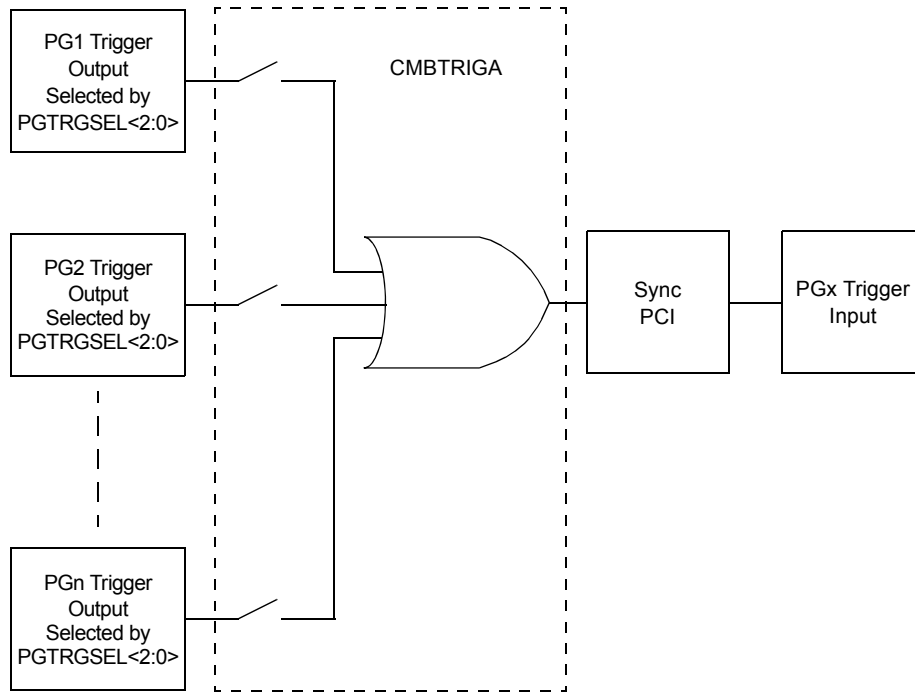 PG1 Trigger
Output
Selected by
PGTRGSEL<2:0>
CMBTRIGA
PG2 Trigger
Output
Selected by
PGTRGSEL<2:0>
Sync
PCI
PGx Trigger
Input
PGn Trigger
Output
Selected by
PGTRGSEL<2:0>